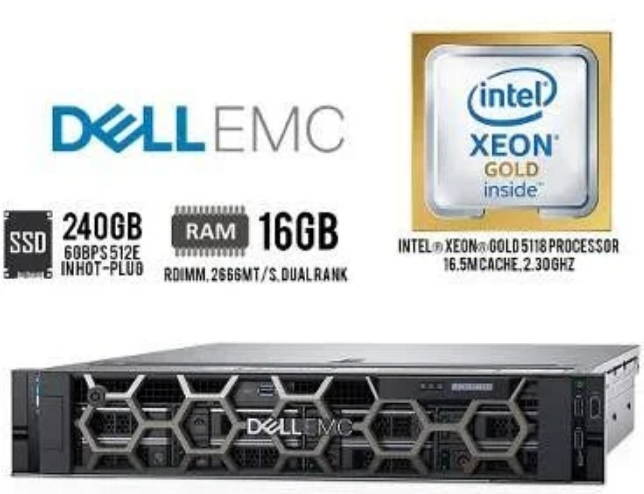 DELLEMC
intel
XEON
GOLD
inside™
SSD
240GB
6GBPS 512E
INHOT-PLUG
RAM
16GB
RDIMM, 2666MT/S, DUAL RANK
INTEL® XEON® GOLD 5118 PROCESSOR
16.5M CACHE, 2.30GHZ
DELLEMC